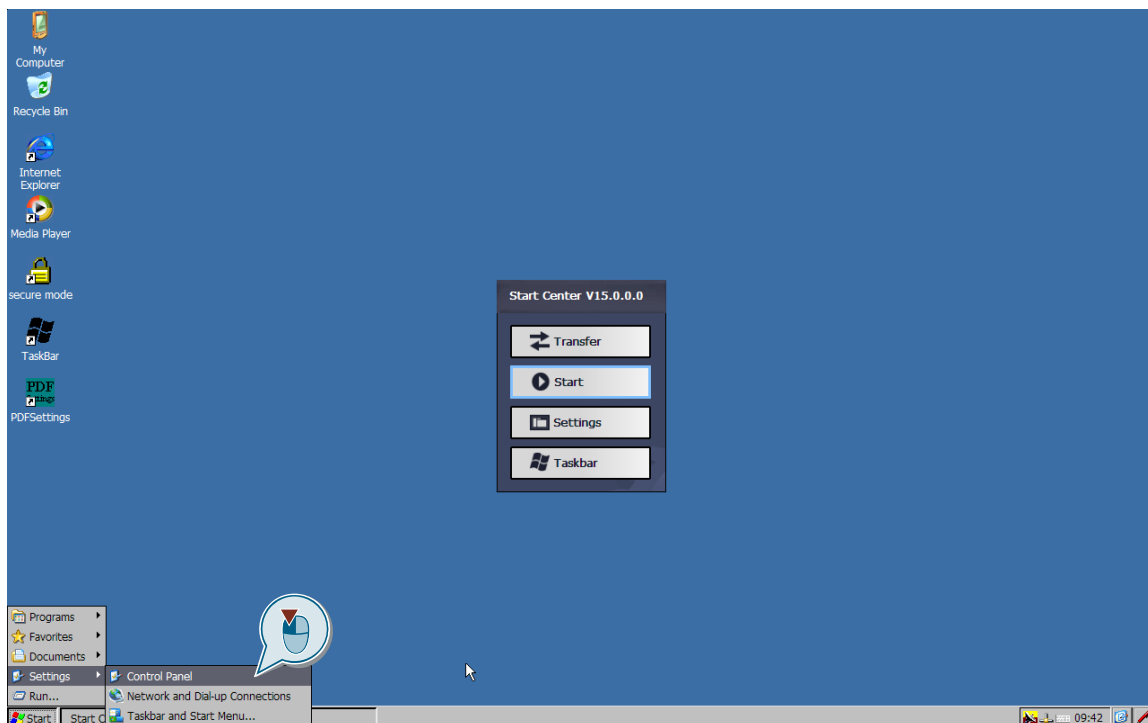 My
Computer
Recycle Bin
Internet
Explorer
Media Player
secure mode
TaskBar
PDF
PDFSettings
Start Center V15.0.0.0
Transfer
Start
Settings
Taskbar
Programs
Favorites
Documents
Settings
Run...
Control Panel
Network and Dial-up Connections
Taskbar and Start Menu...
Start
Start C
09:42